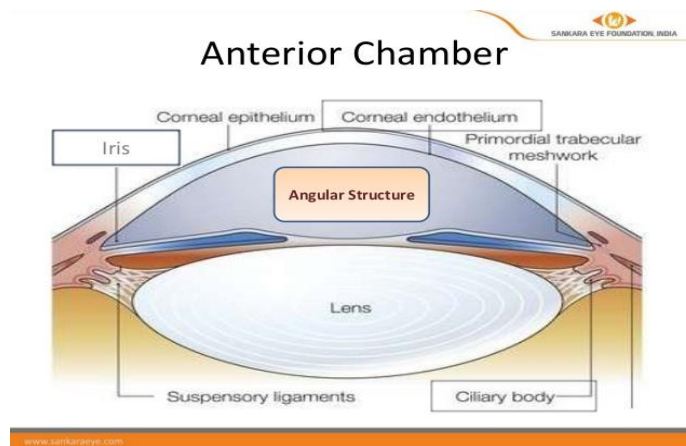 SANKARA EYE FOUNDATION, INDIA
Anterior Chamber
Corneal epithelium
Corneal endothelium
Iris
Primordial trabecular
meshwork
Angular Structure
Lens
Suspensory ligaments
Ciliary body
www.sankaraeye.com